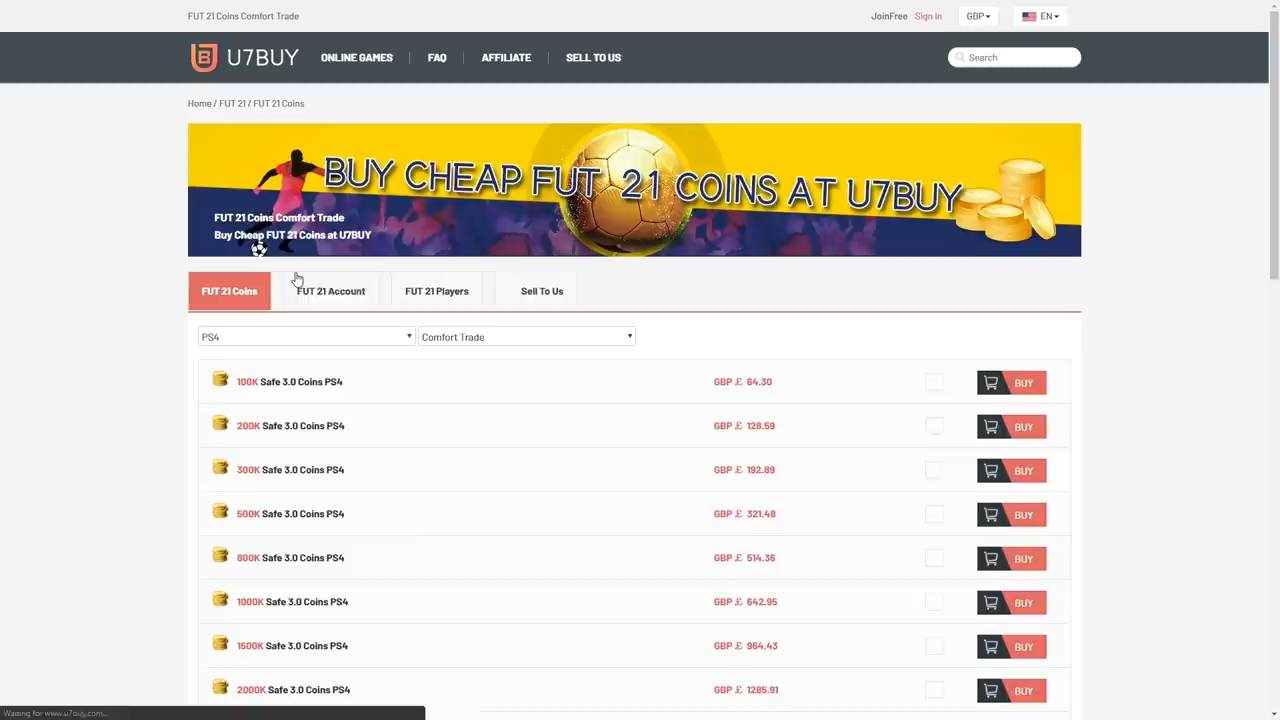 FUT 21 Coins Comfort Trade
JoinFree Sign In GBP EN
U7BUY ONLINE GAMES FAQ AFFILIATE SELL TO US Search
Home / FUT 21 / FUT 21 Coins
BUY CHEAP FUT 21 COINS AT U7BUY
FUT 21 Coins Comfort Trade
Buy Cheap FUT 21 Coins at U7BUY
FUT 21 Coins FUT 21 Account FUT 21 Players Sell To Us
PS4 Comfort Trade
100K Safe 3.0 Coins PS4 GBP £ 64.30 BUY
200K Safe 3.0 Coins PS4 GBP £ 128.59 BUY
300K Safe 3.0 Coins PS4 GBP £ 192.89 BUY
500K Safe 3.0 Coins PS4 GBP £ 321.48 BUY
800K Safe 3.0 Coins PS4 GBP £ 514.36 BUY
1000K Safe 3.0 Coins PS4 GBP £ 642.95 BUY
1500K Safe 3.0 Coins PS4 GBP £ 964.43 BUY
2000K Safe 3.0 Coins PS4 GBP £ 1285.91 BUY
Waiting for www.u7buy.com...